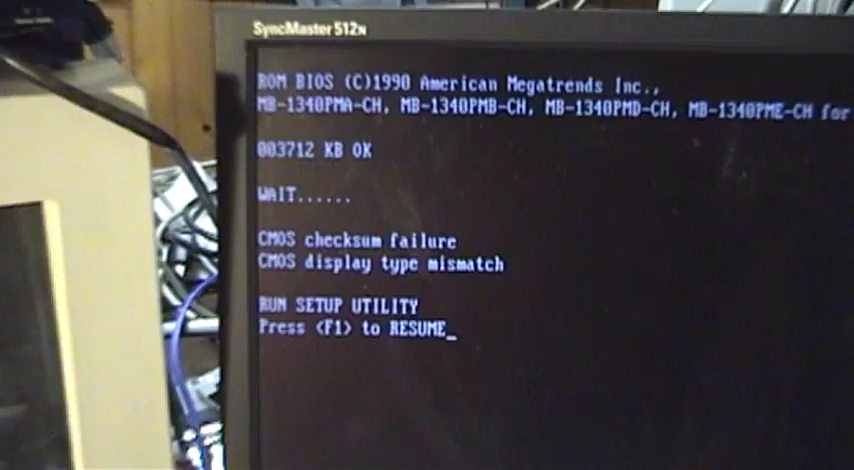 SyncMaster 512N
ROM BIOS (C)1990 American Megatrends Inc.,
MB-1340PMA-CH, MB-1340PMB-CH, MB-1340PMD-CH, MB-1340PME-CH for
003712 KB OK
WAIT......
CMOS checksum failure
CMOS display type mismatch
RUN SETUP UTILITY
Press <F1> to RESUME_